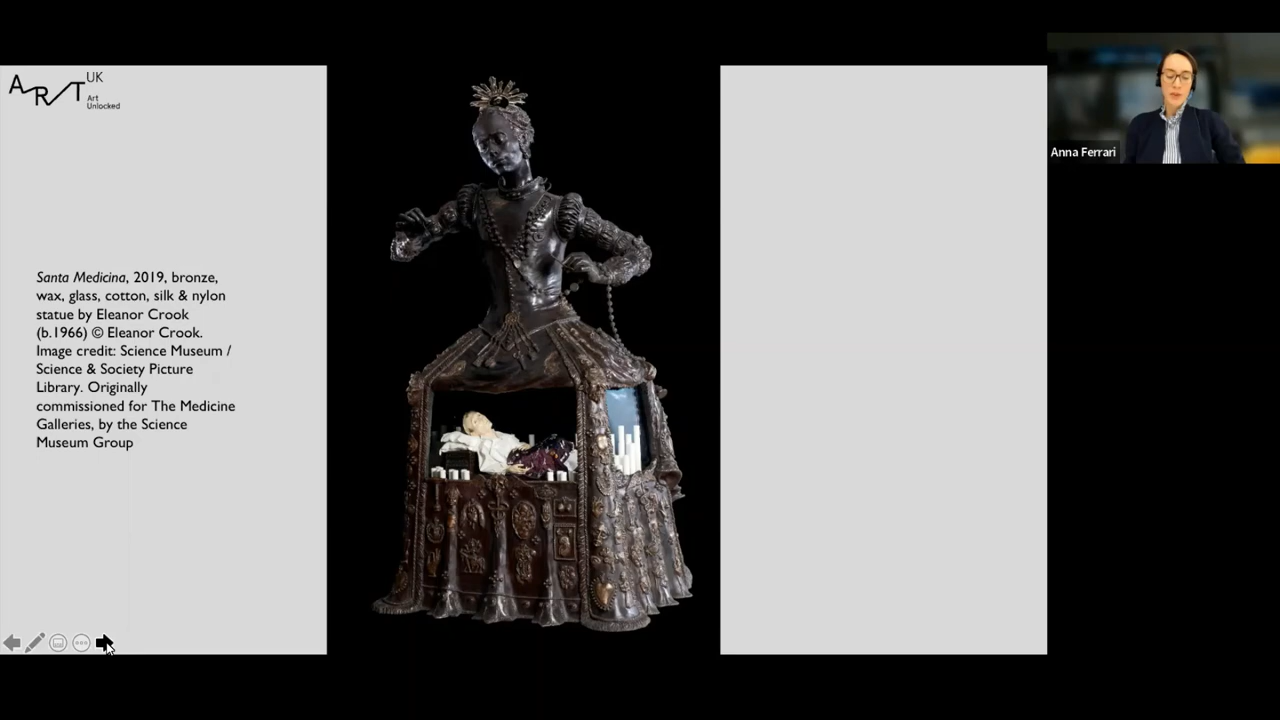 ART UK
Art
Unlocked
Santa Medicina, 2019, bronze,
wax, glass, cotton, silk & nylon
statue by Eleanor Crook
(b.1966) © Eleanor Crook.
Image credit: Science Museum /
Science & Society Picture
Library. Originally
commissioned for The Medicine
Galleries, by the Science
Museum Group
Anna Ferrari